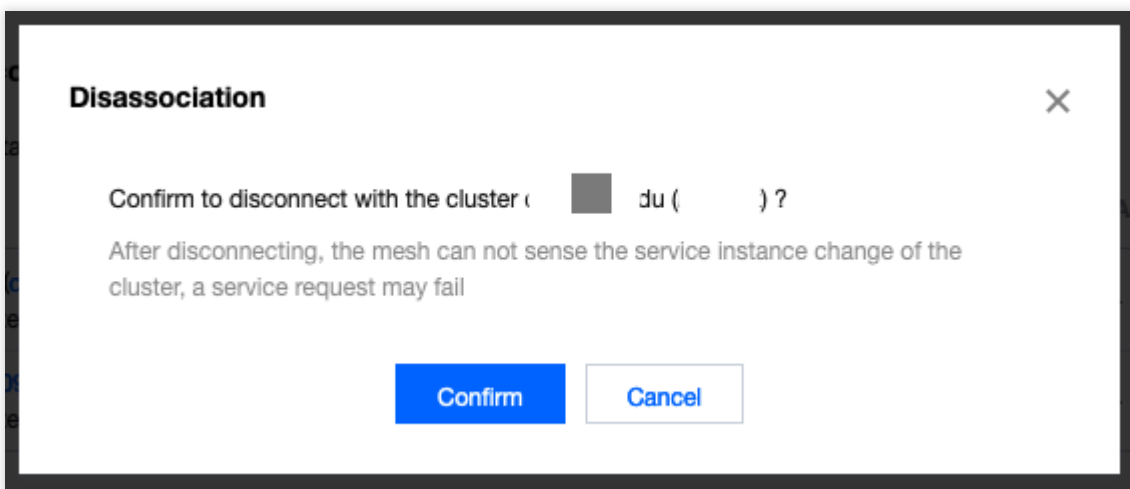 Disassociation
Confirm to disconnect with the cluster du ( ) ?
After disconnecting, the mesh can not sense the service instance change of the
cluster, a service request may fail
Confirm
Cancel